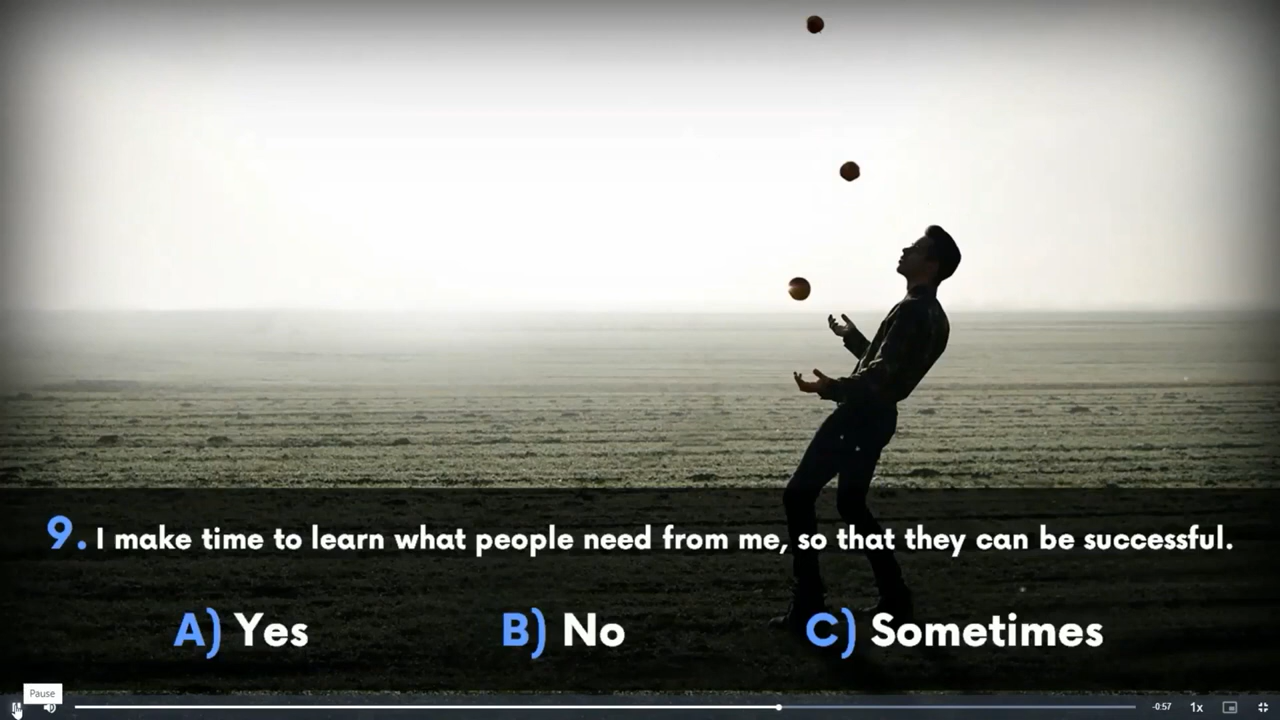 9. I make time to learn what people need from me, so that they can be successful.
A) Yes
B) No
C) Sometimes
Pause
-0:57
1x